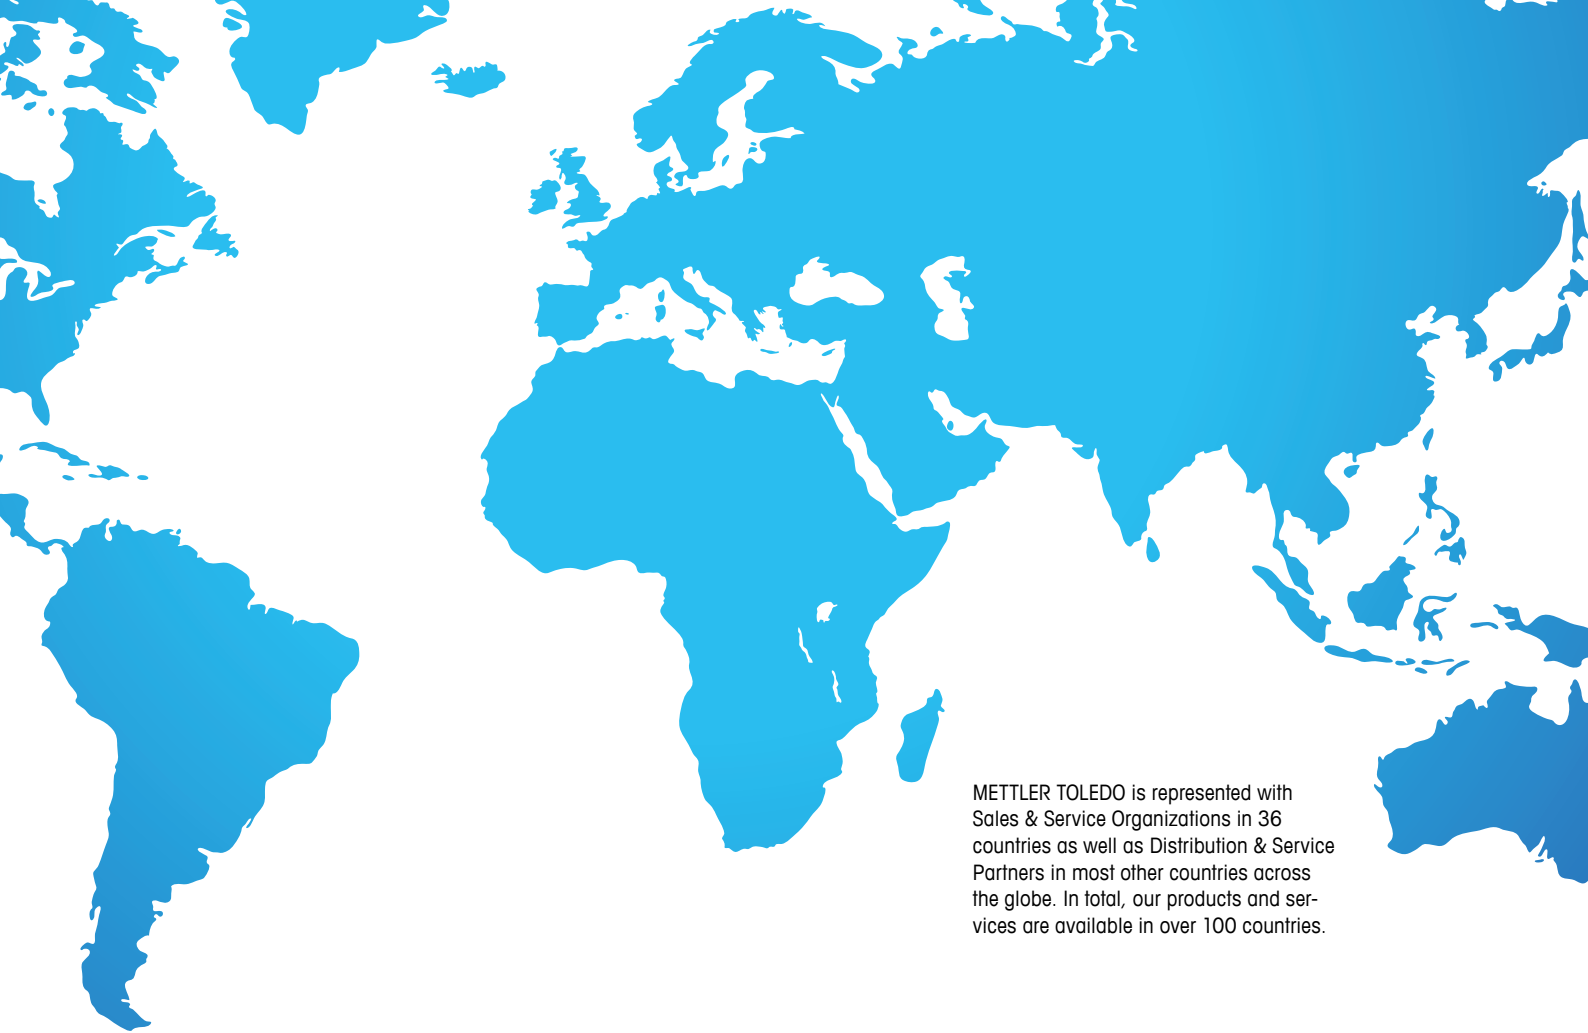 METTLER TOLEDO is represented with
Sales & Service Organizations in 36
countries as well as Distribution & Service
Partners in most other countries across
the globe. In total, our products and ser-
vices are available in over 100 countries.